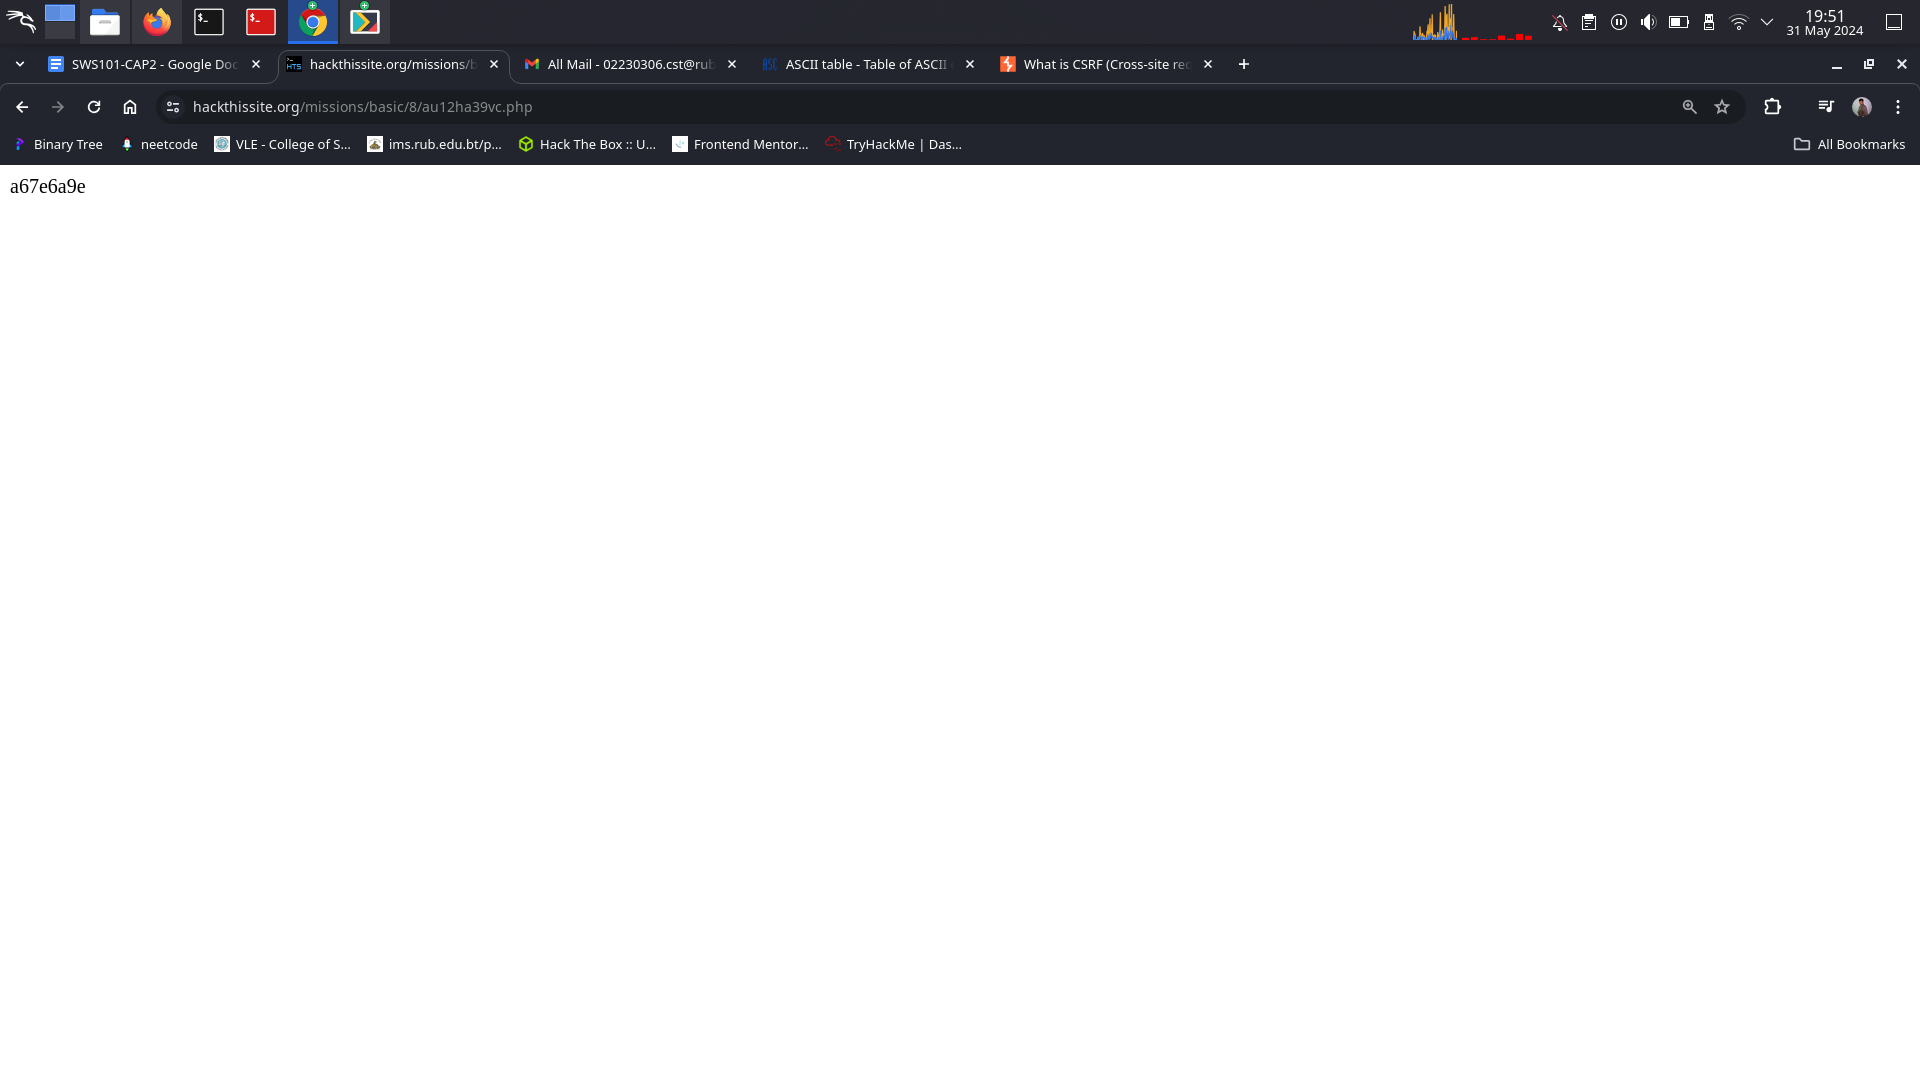 19:51
31 May 2024
SWS101-CAP2 - Google Doc
hackthissite.org/missions/b
All Mail - 02230306.cst@rub
ASCII table - Table of ASCII
What is CSRF (Cross-site rec
hackthissite.org/missions/basic/8/au12ha39vc.php
Binary Tree
neetcode
VLE - College of S...
ims.rub.edu.bt/p...
Hack The Box :: U...
Frontend Mentor...
TryHackMe | Das...
All Bookmarks
a67e6a9e